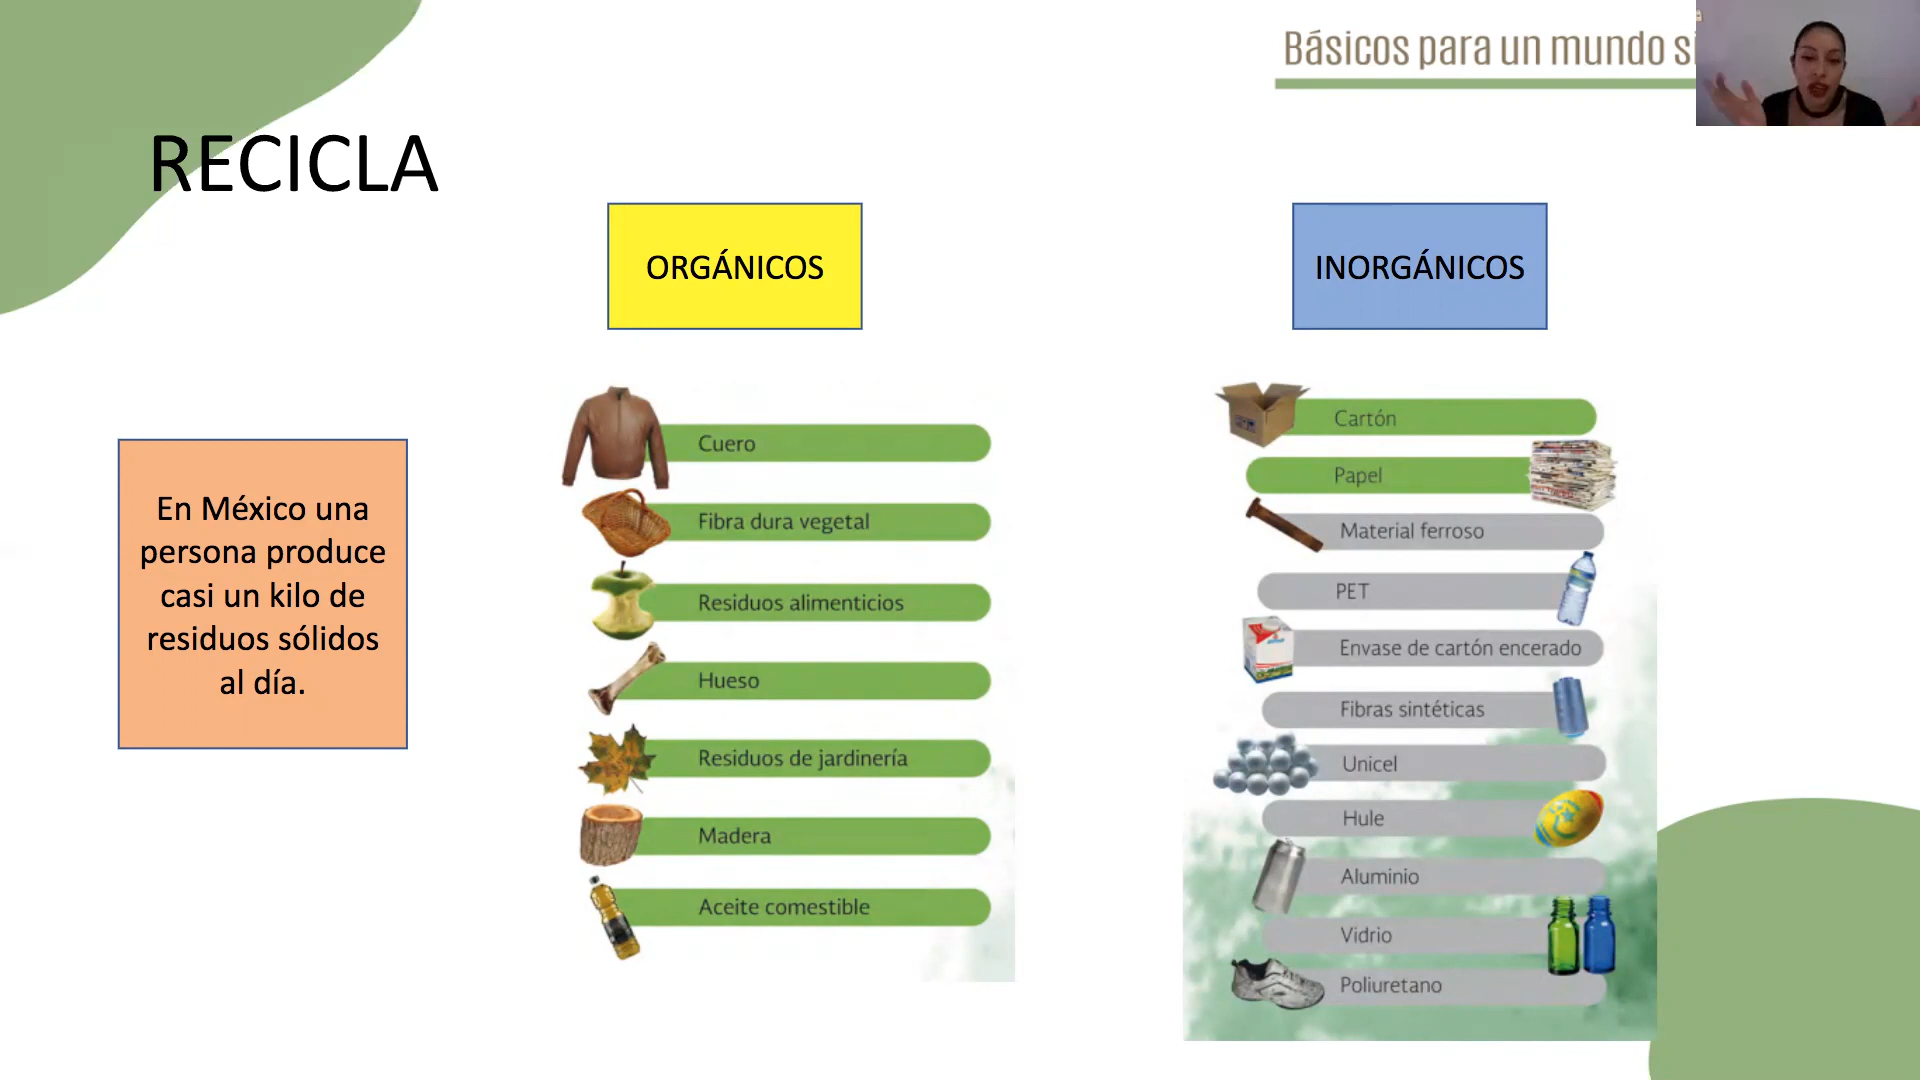 Básicos para un mundo
RECICLA
ORGÁNICOS
INORGÁNICOS
En México una
persona produce
casi un kilo de
residuos sólidos
al día.
Cuero
Fibra dura vegetal
Residuos alimenticios
Hueso
Residuos de jardinería
Madera
Aceite comestible
Cartón
Papel
Material ferroso
PET
Envase de cartón encerado
Fibras sintéticas
Unicel
Hule
Aluminio
Vidrio
Poliuretano